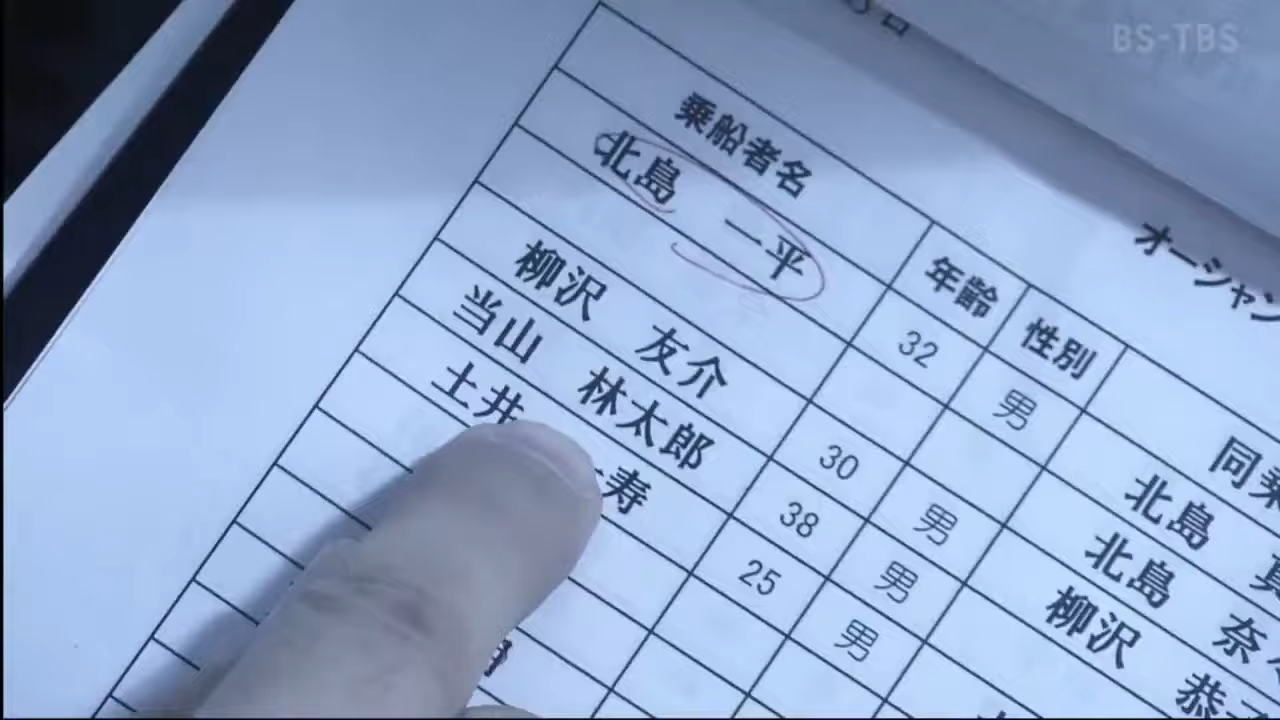 BS-TBS
オーシャン
乗船者名 年齢 性別 同乗
北島 一平 32 男 北島
北島 奈
柳沢 友介 30 男 柳沢 恭
当山 林太郎 38 男
土井 寿 25 男